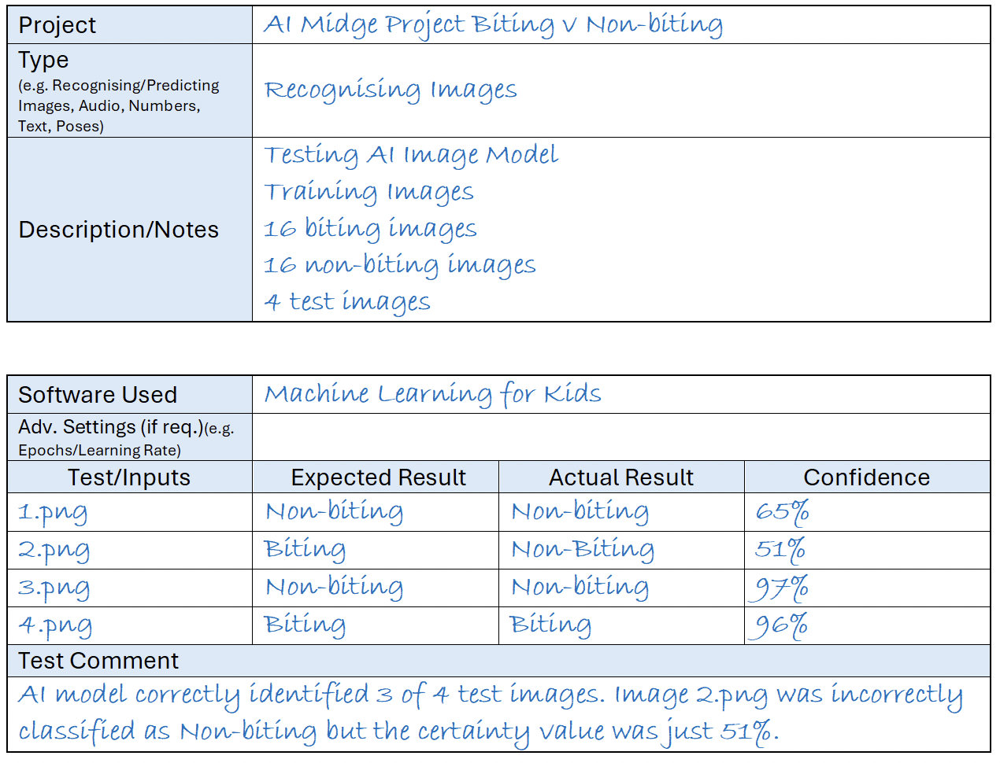 Project AI Midge Project Biting v Non-biting
Type
(e.g. Recognising/Predicting
Images, Audio, Numbers,
Text, Poses)
Recognising Images
Description/Notes
Testing AI Image Model
Training Images
16 biting images
16 non-biting images
4 test images
Software Used Machine Learning for Kids
Adv. Settings (if req.)(e.g.
Epochs/Learning Rate)
Test/Inputs Expected Result Actual Result Confidence
1.png Non-biting Non-biting 65%
2.png Biting Non-Biting 51%
3.png Non-biting Non-biting 97%
4.png Biting Biting 96%
Test Comment
AI model correctly identified 3 of 4 test images. Image 2.png was incorrectly
classified as Non-biting but the certainty value was just 51%.